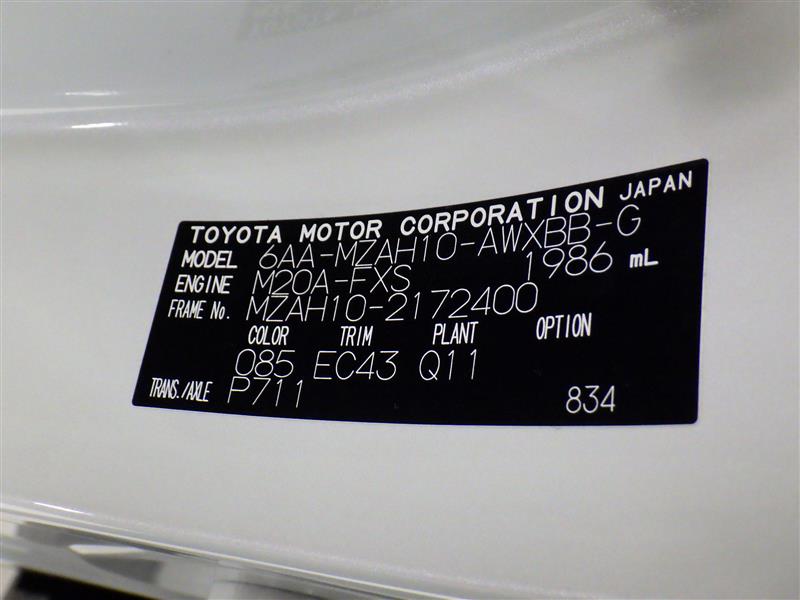 TOYOTA MOTOR CORPORATION JAPAN
MODEL 6AA-MZAH10-AWXBB-G
ENGINE M20A-FXS 1986 mL
FRAME No. MZAH10-2172400
COLOR TRIM PLANT OPTION
085 EC43 Q11
TRANS./AXLE P711 834